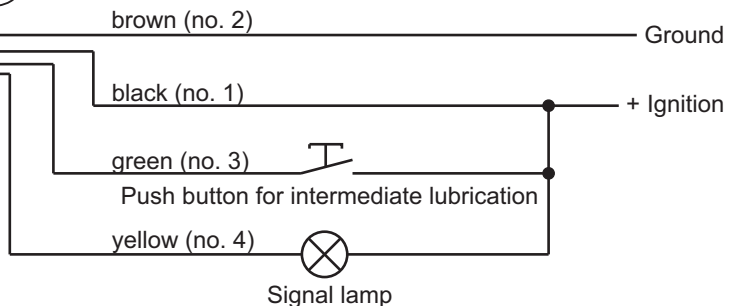 brown (no. 2)
Ground
black (no. 1)
+ Ignition
green (no. 3)
Push button for intermediate lubrication
yellow (no. 4)
Signal lamp